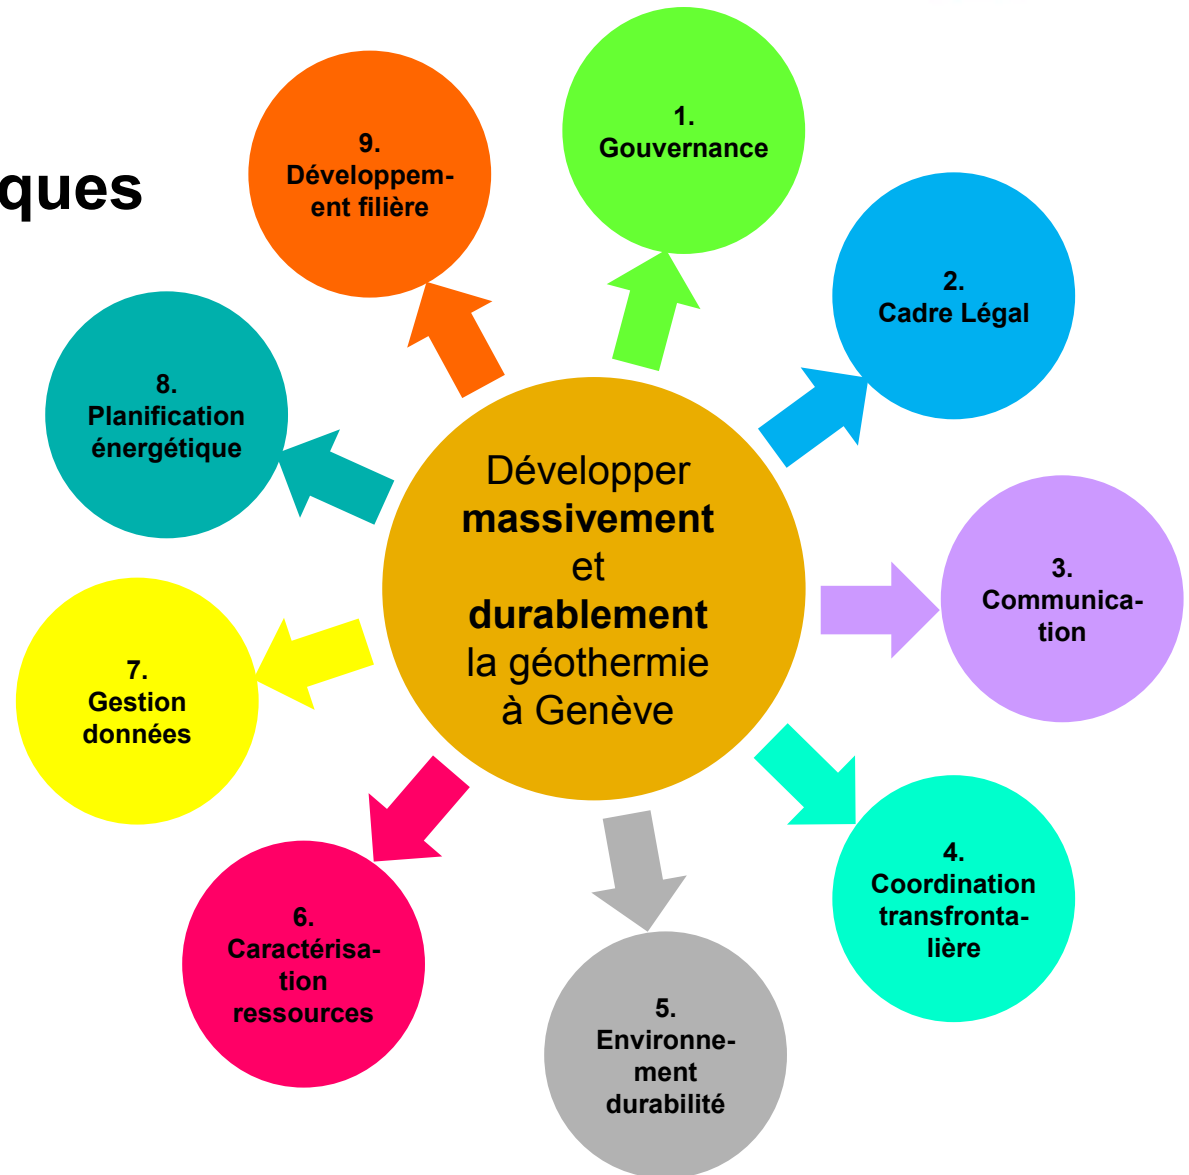 ques
1.
Gouvernance
2.
Cadre Légal
3.
Communica-
tion
4.
Coordination
transfronta-
lière
5.
Environne-
ment
durabilité
6.
Caractérisa-
tion
ressources
7.
Gestion
données
8.
Planification
énergétique
9.
Développem-
ent filière
Développer
massivement
et
durablement
la géothermie
à Genève